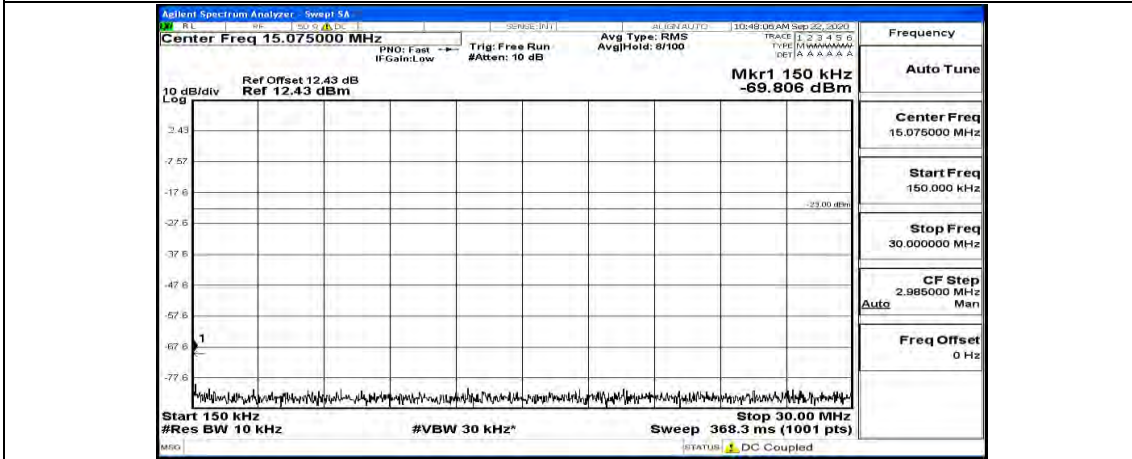 Agilent Spectrum Analyzer - Swept SA
RL RF 50 Ω DC SENSE:INT ALIGN AUTO 10:48:06 AM Sep 22, 2020
Center Freq 15.075000 MHz
PNO: Fast
IFGain:Low
Trig: Free Run
#Atten: 10 dB
Avg Type: RMS
Avg|Hold: 8/100
TRACE 1 2 3 4 5 6
TYPE M WWWWW
DET A A A A A A
Ref Offset 12.43 dB
10 dB/div Ref 12.43 dBm
Log
Mkr1 150 kHz
-69.806 dBm
2.43
-7.57
-17.6
-23.00 dBm
-27.6
-37.6
-47.6
-57.6
-67.6
-77.6
1
Start 150 kHz
Stop 30.00 MHz
#Res BW 10 kHz
#VBW 30 kHz*
Sweep 368.3 ms (1001 pts)
MSG
STATUS DC Coupled
Frequency
Auto Tune
Center Freq
15.075000 MHz
Start Freq
150.000 kHz
Stop Freq
30.000000 MHz
CF Step
2.985000 MHz
Auto Man
Freq Offset
0 Hz